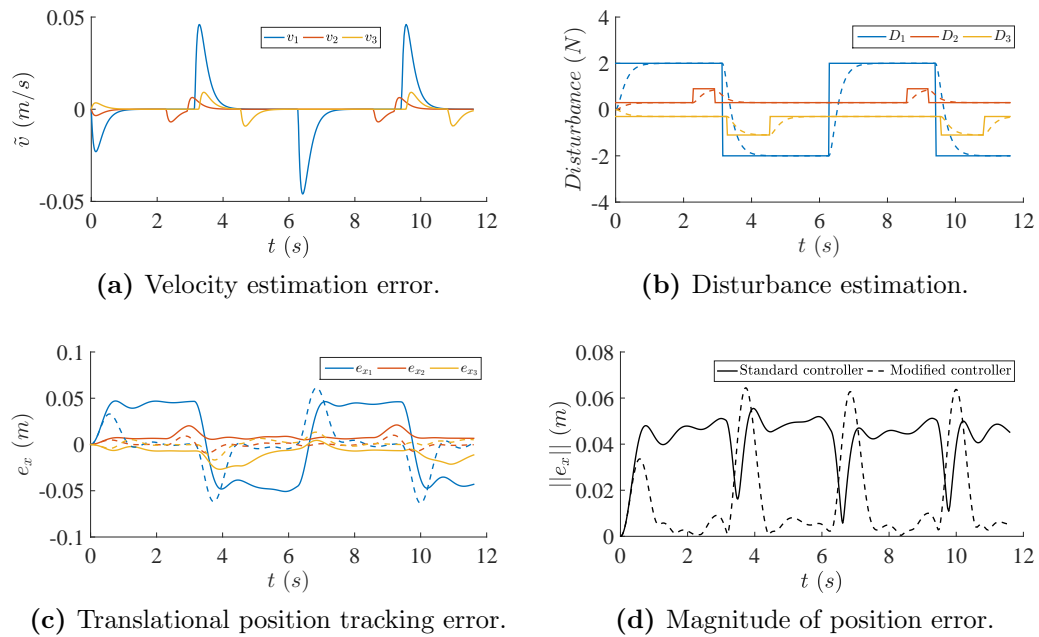 0.05
0
-0.05
ṽ (m/s)
v₁ v₂ v₃
0 2 4 6 8 10 12
t (s)
(a) Velocity estimation error.
4
2
0
-2
-4
Disturbance (N)
D₁ D₂ D₃
0 2 4 6 8 10 12
t (s)
(b) Disturbance estimation.
0.1
0.05
0
-0.05
-0.1
eₓ (m)
eₓ₁ eₓ₂ eₓ₃
0 2 4 6 8 10 12
t (s)
(c) Translational position tracking error.
0.08
0.06
0.04
0.02
0
||eₓ|| (m)
Standard controller Modified controller
0 2 4 6 8 10 12
t (s)
(d) Magnitude of position error.